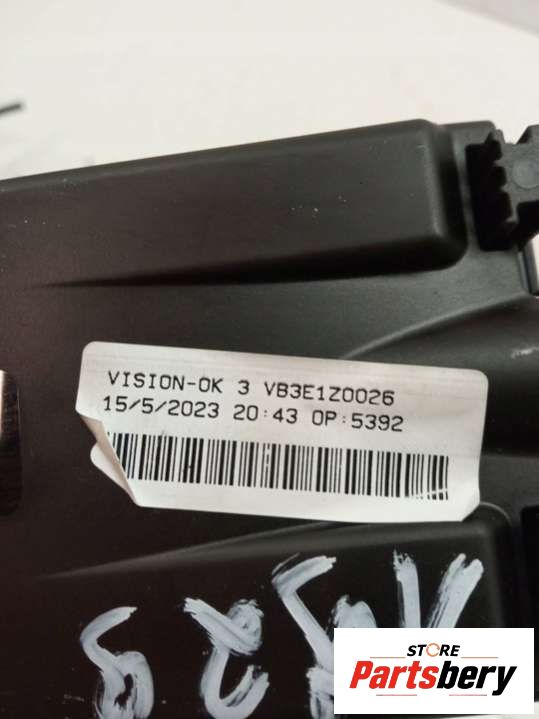 VISION-OK 3 VB3E1Z0026
15/5/2023 20:43 OP:5392
STORE
Partsbery